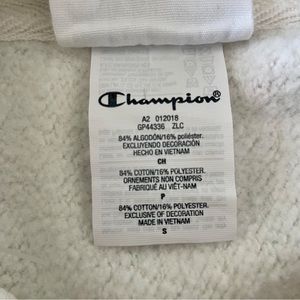 Champion
A2 012018
GP44336 ZLC
84% ALGODÓN/16% poliéster.
EXCLUYENDO DECORACIÓN
HECHO EN VIETNAM
CH
84% COTON/16% POLYESTER.
ORNEMENTS NON COMPRIS
FABRIQUÉ AU VIÊT-NAM
P
84% COTTON/16% POLYESTER
EXCLUSIVE OF DECORATION
MADE IN VIETNAM
S